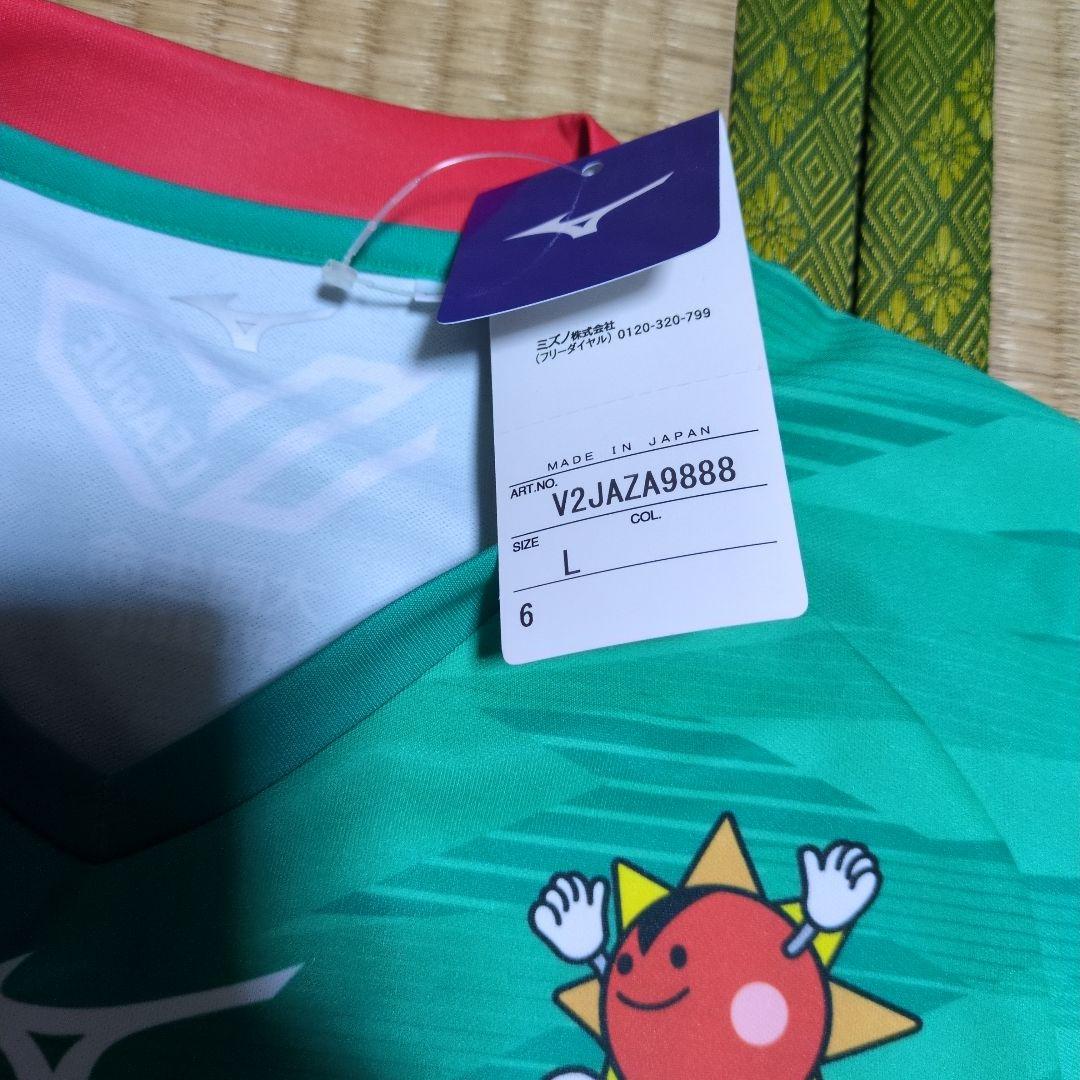 ミズノ株式会社
(フリーダイヤル) 0120-320-799
MADE IN JAPAN
ART.NO. V2JAZA9888
COL.
SIZE L
6